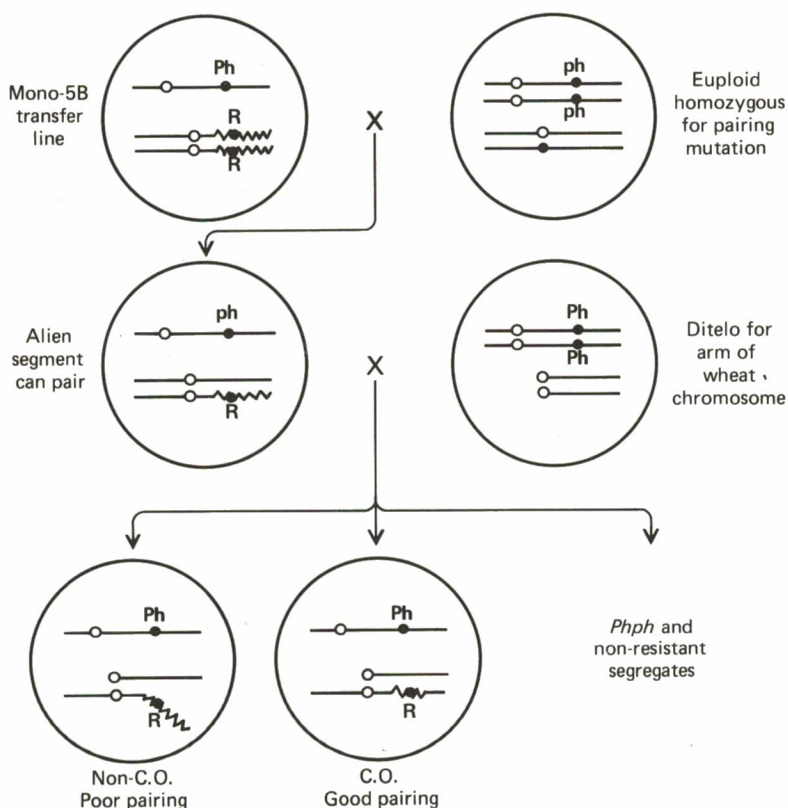 Mono-5B
transfer
line
Ph
R
R
X
ph
ph
Euploid
homozygous
for pairing
mutation
Alien
segment
can pair
ph
R
X
Ph
Ph
Ditelo for
arm of
wheat
chromosome
Ph
R
Non-C.O.
Poor pairing
Ph
R
C.O.
Good pairing
Phph and
non-resistant
segregates